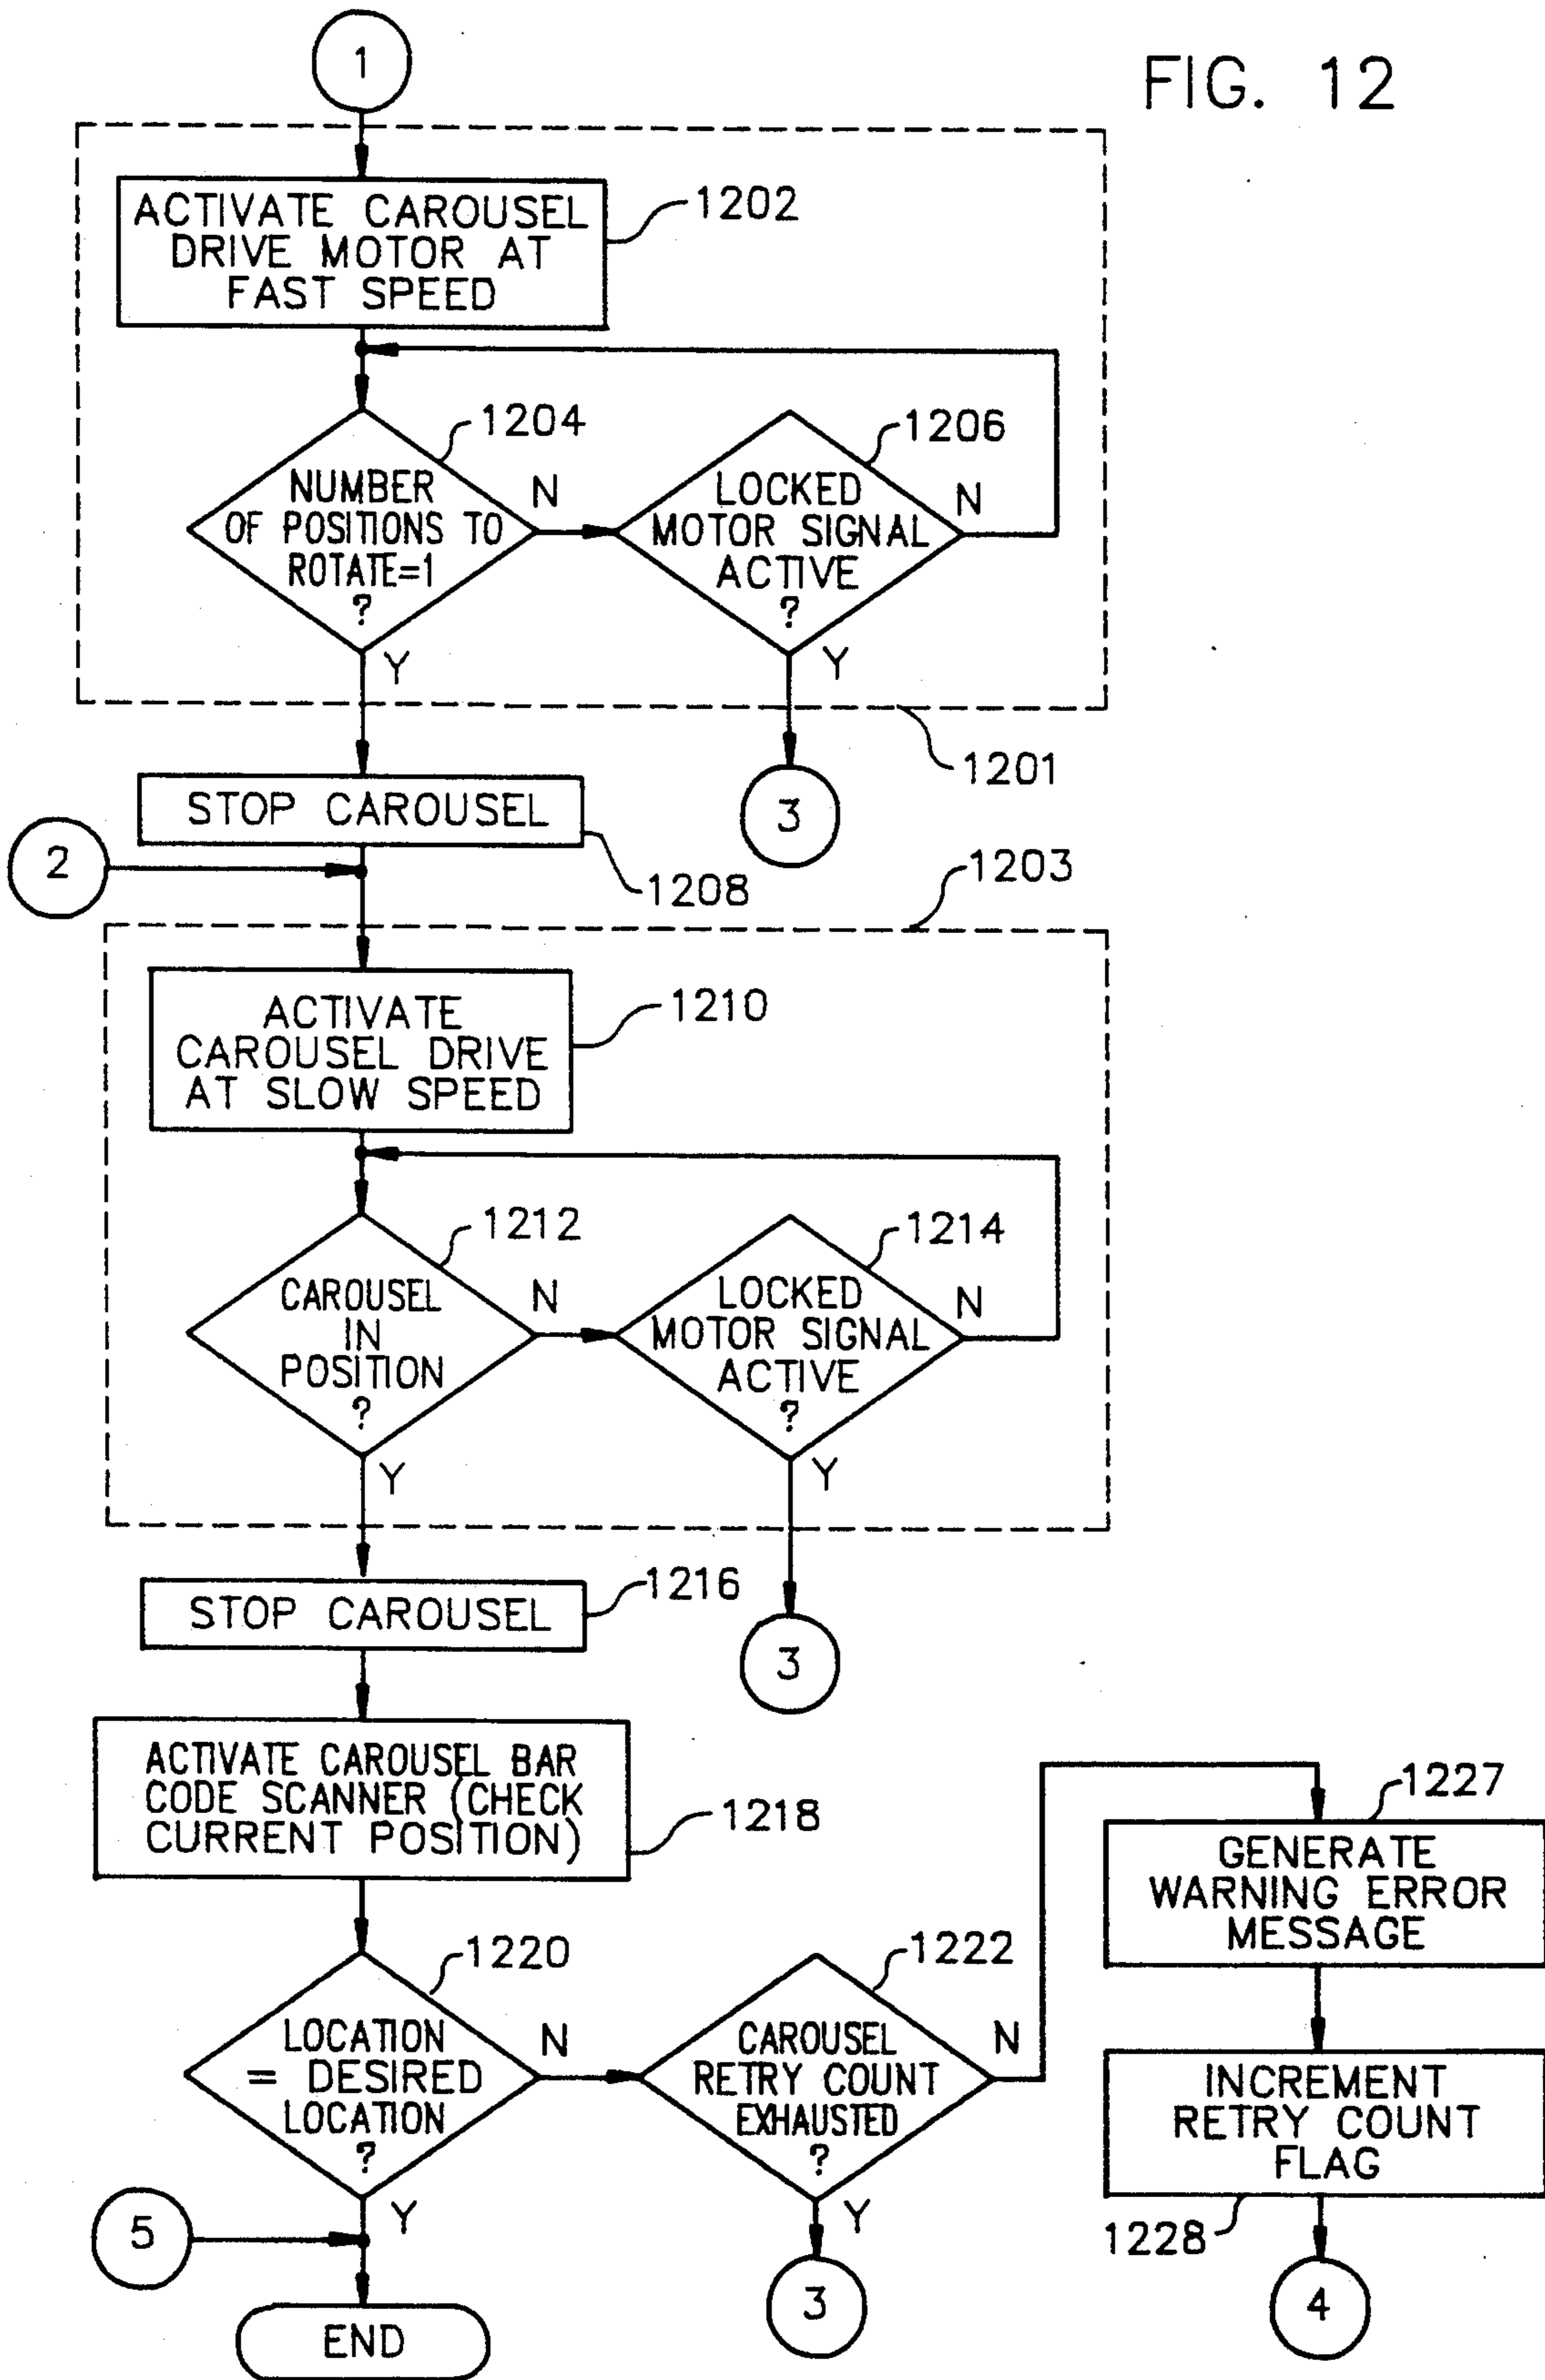 FIG. 12
1
ACTIVATE CAROUSEL
DRIVE MOTOR AT
FAST SPEED
1202
1204
NUMBER
OF POSITIONS TO
ROTATE=1
?
N
Y
1206
LOCKED
MOTOR SIGNAL
ACTIVE
?
N
Y
1201
STOP CAROUSEL
1208
3
2
1203
ACTIVATE
CAROUSEL DRIVE
AT SLOW SPEED
1210
1212
CAROUSEL
IN
POSITION
?
N
Y
1214
LOCKED
MOTOR SIGNAL
ACTIVE
?
N
Y
STOP CAROUSEL
1216
3
ACTIVATE CAROUSEL BAR
CODE SCANNER (CHECK
CURRENT POSITION)
1218
1220
LOCATION
= DESIRED
LOCATION
?
N
Y
1222
CAROUSEL
RETRY COUNT
EXHAUSTED
?
N
Y
1227
GENERATE
WARNING ERROR
MESSAGE
INCREMENT
RETRY COUNT
FLAG
1228
5
3
4
END